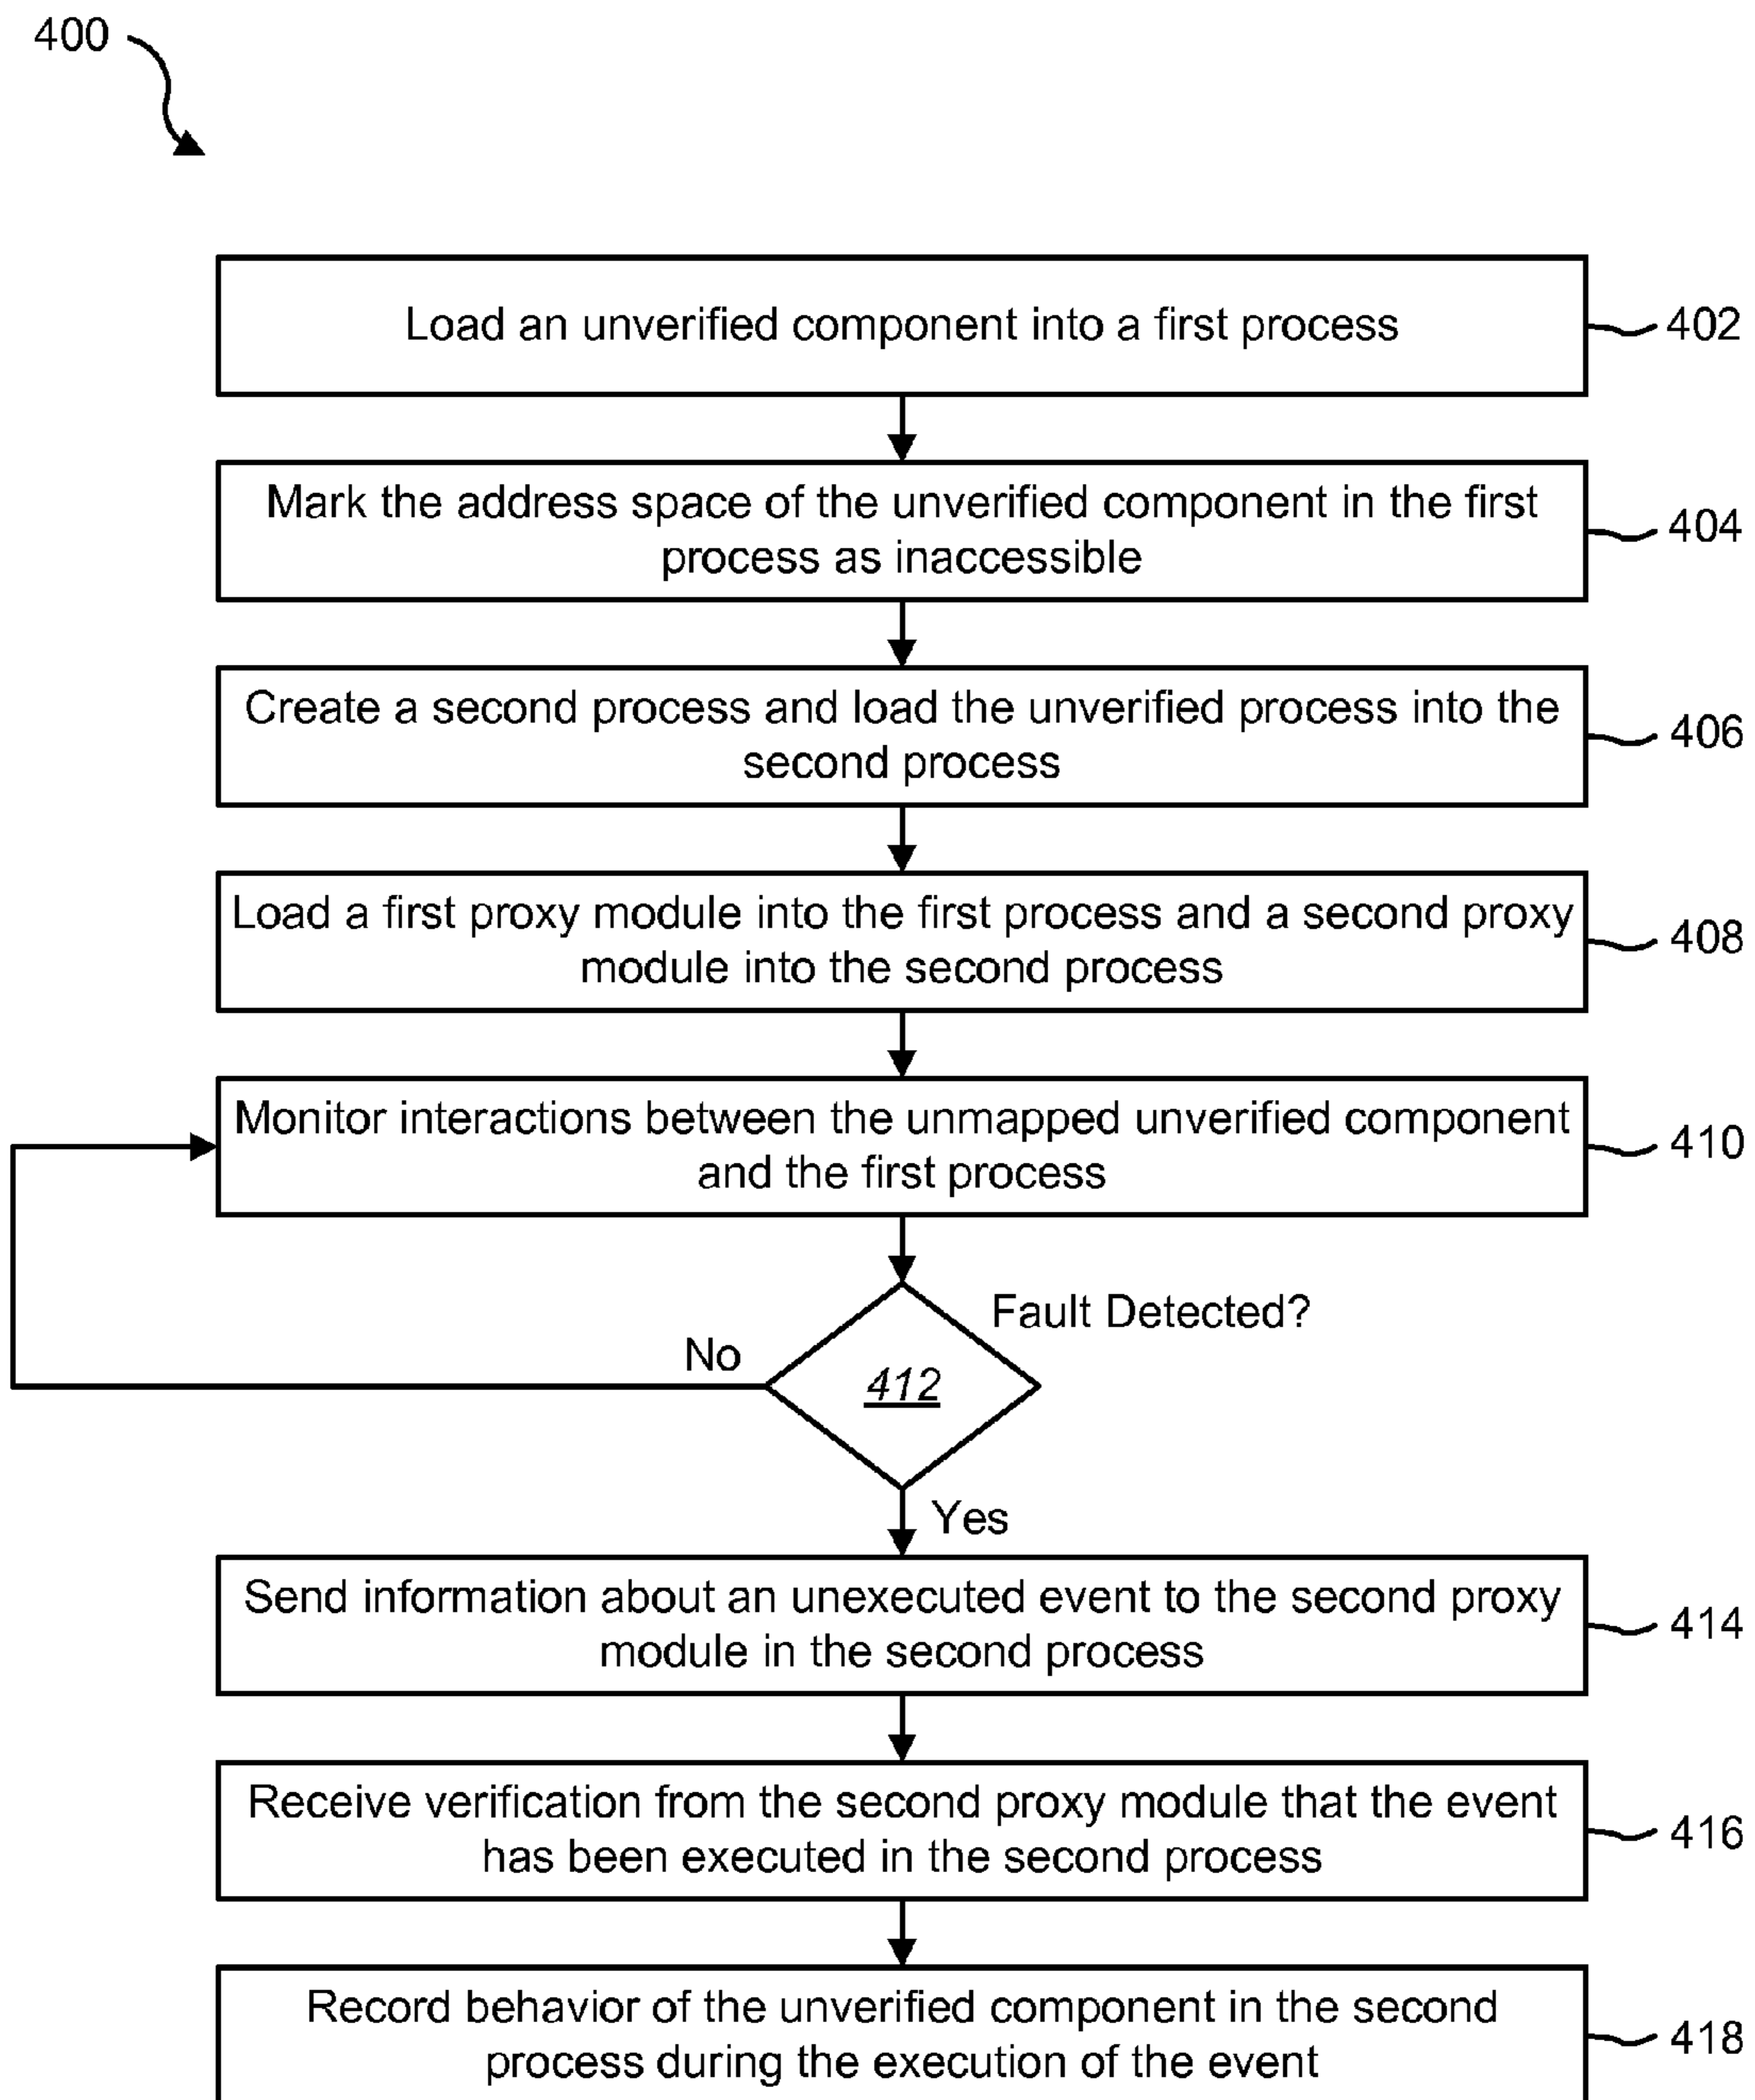 400
Load an unverified component into a first process
402
Mark the address space of the unverified component in the first
process as inaccessible
404
Create a second process and load the unverified process into the
second process
406
Load a first proxy module into the first process and a second proxy
module into the second process
408
Monitor interactions between the unmapped unverified component
and the first process
410
Fault Detected?
No
412
Yes
Send information about an unexecuted event to the second proxy
module in the second process
414
Receive verification from the second proxy module that the event
has been executed in the second process
416
Record behavior of the unverified component in the second
process during the execution of the event
418